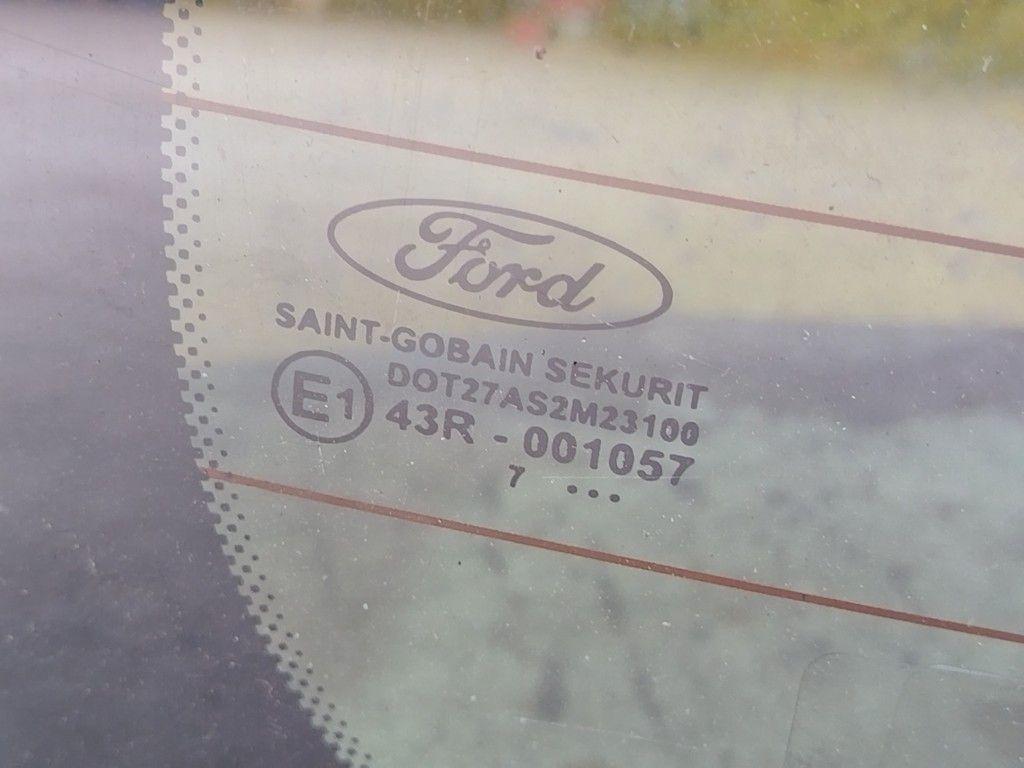 Ford
SAINT-GOBAIN SEKURIT
DOT27AS2M23100
E1 43R - 001057
7 ...